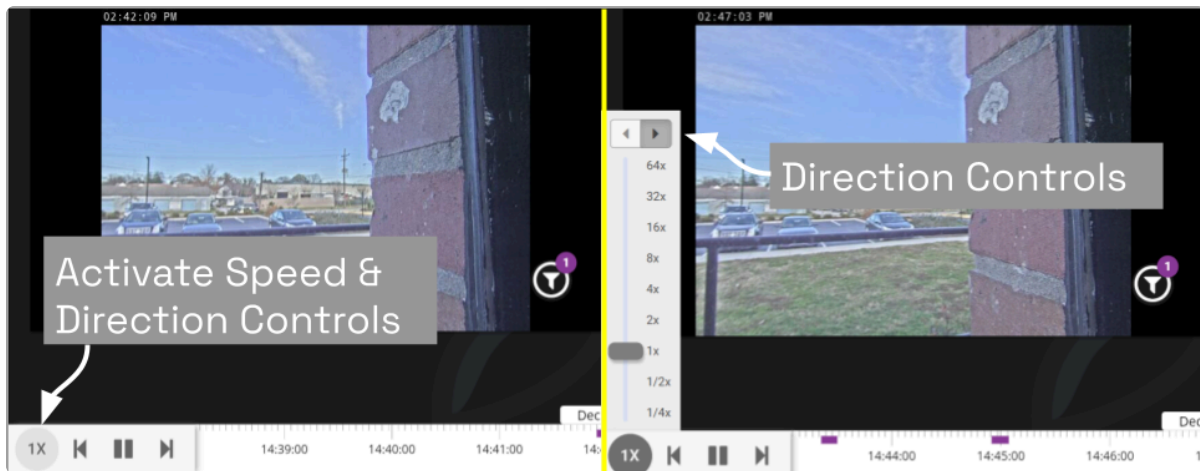 02:42:09 PM
Activate Speed &
Direction Controls
1
Dec
1X
14:39:00
14:40:00
14:41:00
02:47:03 PM
Direction Controls
64x
32x
16x
8x
4x
2x
1x
1/2x
1/4x
1
Dec
1X
14:44:00
14:45:00
14:46:00